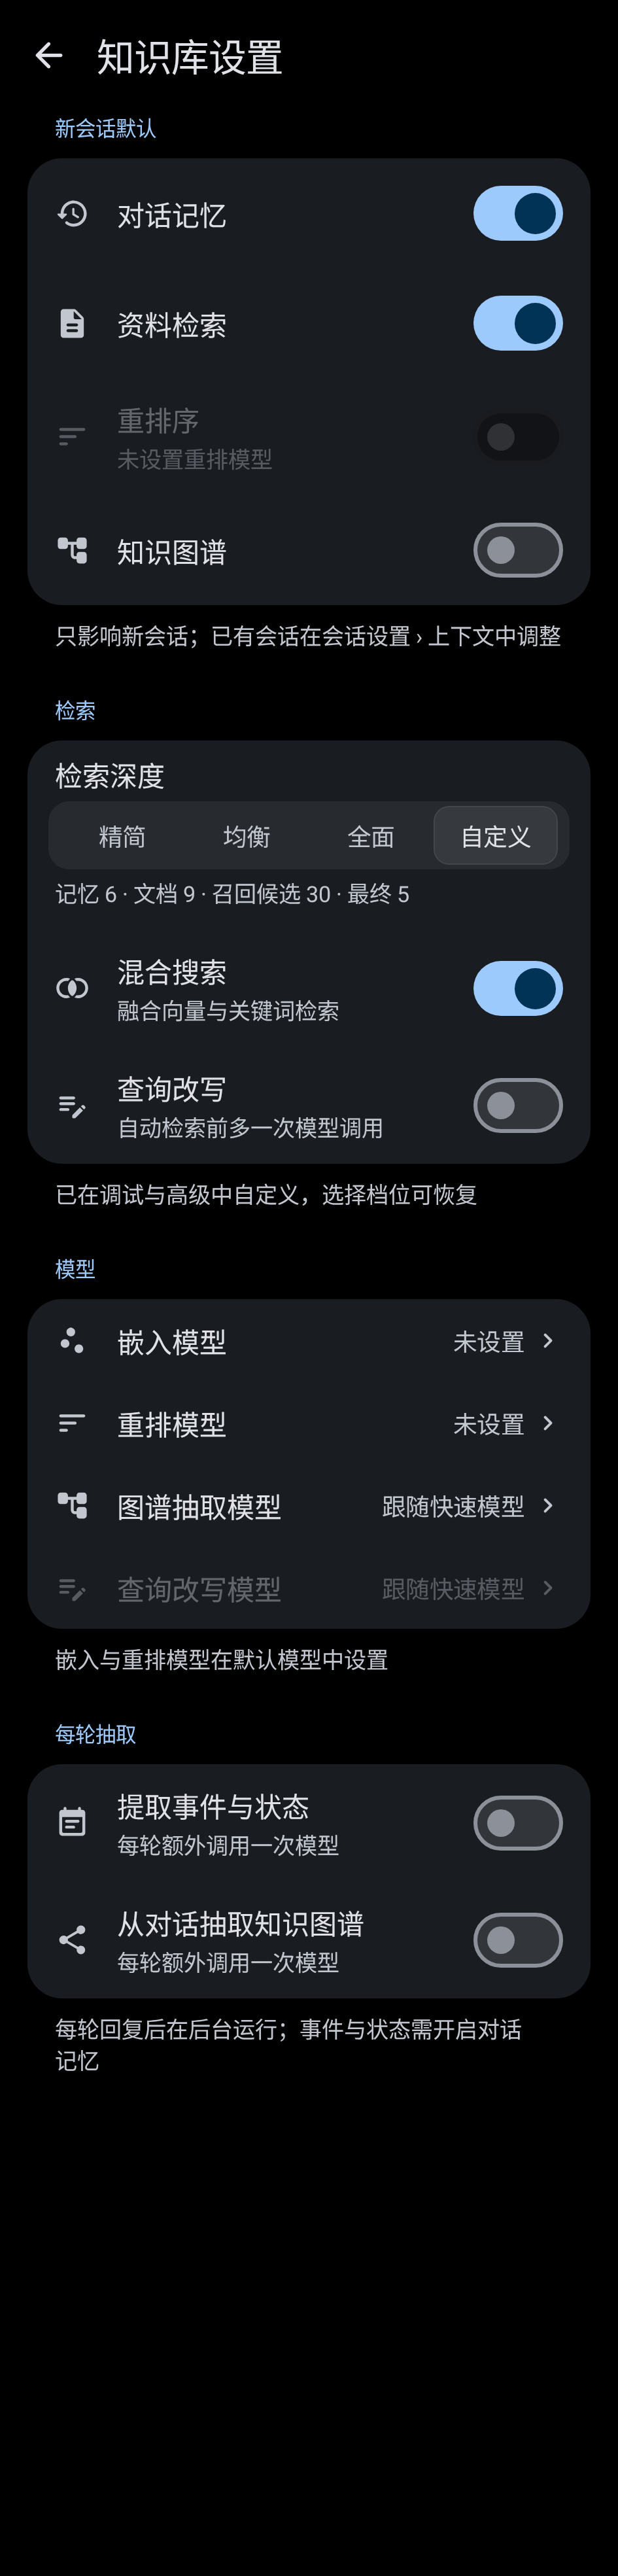 知识库设置
新会话默认
对话记忆
资料检索
重排序
未设置重排模型
知识图谱
只影响新会话；已有会话在会话设置 › 上下文中调整
检索
检索深度
精简 均衡 全面 自定义
记忆 6 · 文档 9 · 召回候选 30 · 最终 5
混合搜索
融合向量与关键词检索
查询改写
自动检索前多一次模型调用
已在调试与高级中自定义，选择档位可恢复
模型
嵌入模型 未设置
重排模型 未设置
图谱抽取模型 跟随快速模型
查询改写模型 跟随快速模型
嵌入与重排模型在默认模型中设置
每轮抽取
提取事件与状态
每轮额外调用一次模型
从对话抽取知识图谱
每轮额外调用一次模型
每轮回复后在后台运行；事件与状态需开启对话
记忆